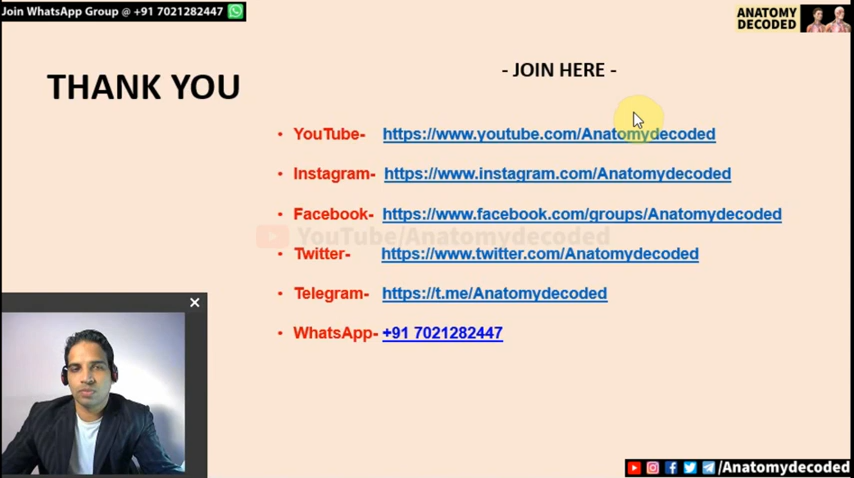 Join WhatsApp Group @ +91 7021282447
ANATOMY
DECODED
THANK YOU
- JOIN HERE -
• YouTube- https://www.youtube.com/Anatomydecoded
• Instagram- https://www.instagram.com/Anatomydecoded
• Facebook- https://www.facebook.com/groups/Anatomydecoded
YouTube/Anatomydecoded
• Twitter- https://www.twitter.com/Anatomydecoded
• Telegram- https://t.me/Anatomydecoded
• WhatsApp- +91 7021282447
/Anatomydecoded